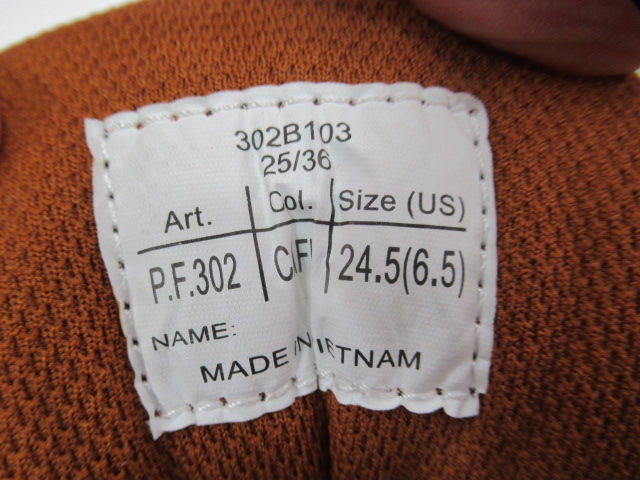 302B103
25/36
Art. Col. Size (US)
P.F.302 24.5(6.5)
NAME:
MADE IN VIETNAM